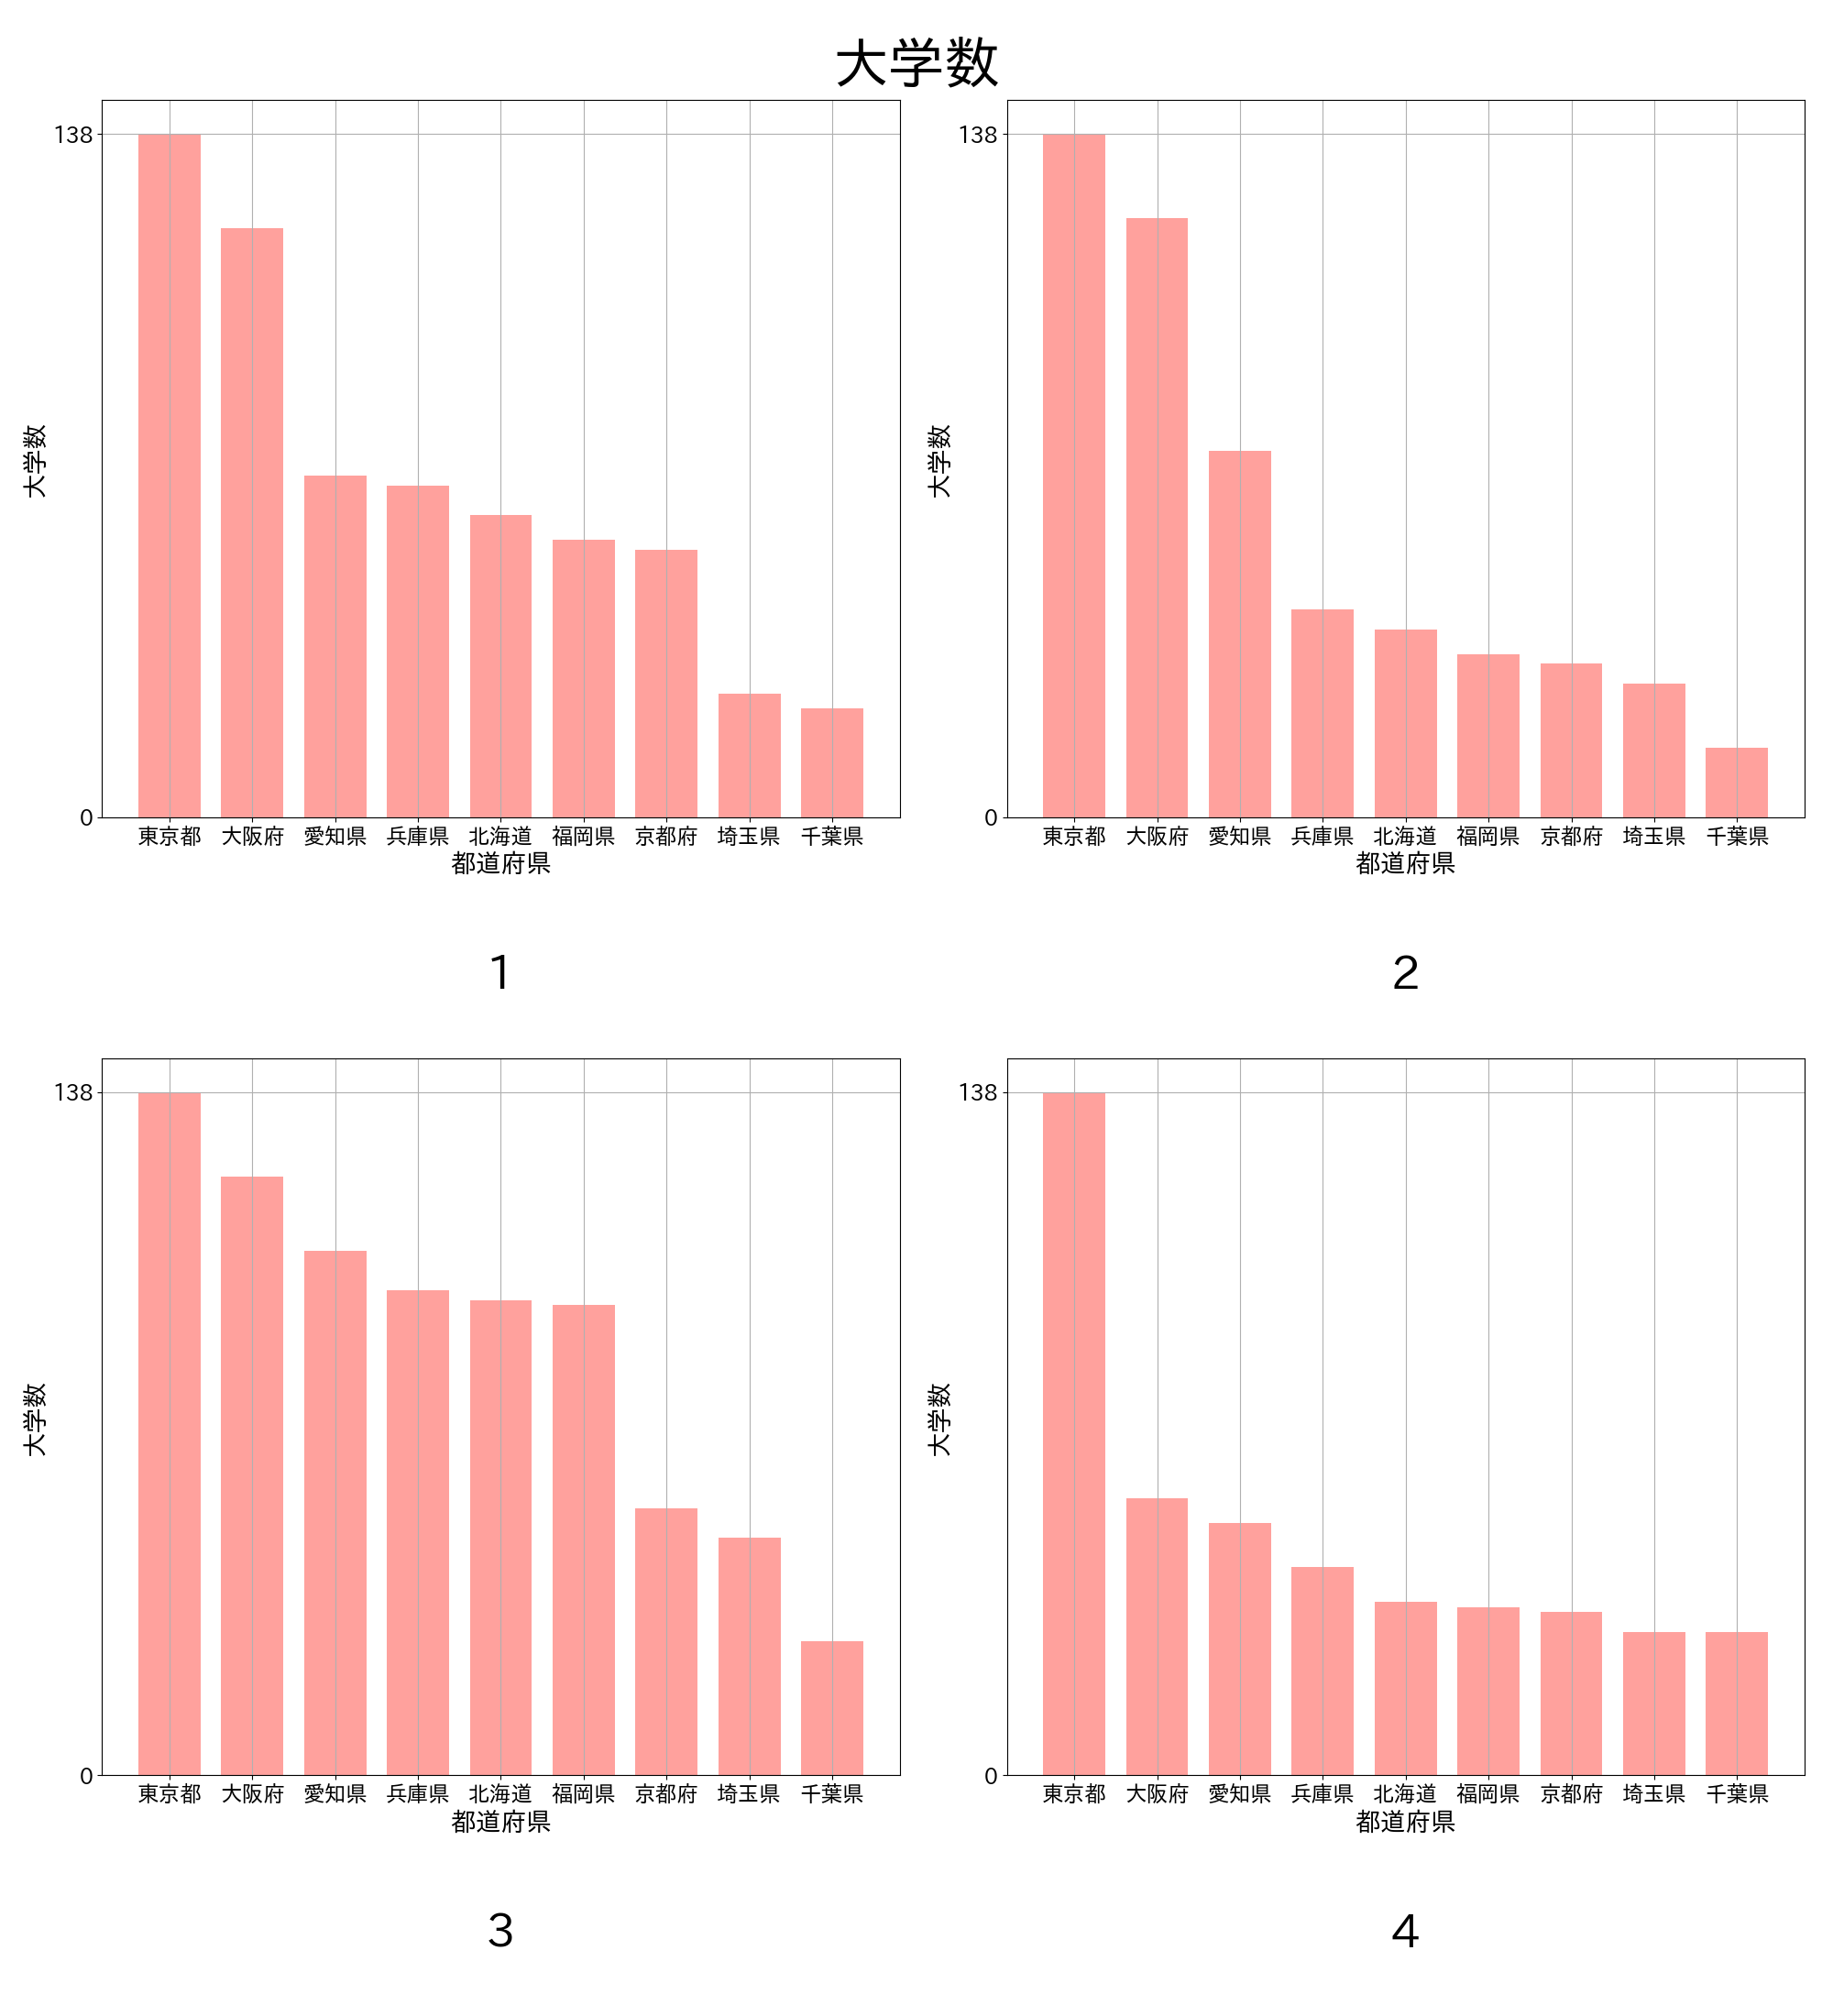 大学数
138
大学数
0
東京都 大阪府 愛知県 兵庫県 北海道 福岡県 京都府 埼玉県 千葉県
都道府県
1
138
大学数
0
東京都 大阪府 愛知県 兵庫県 北海道 福岡県 京都府 埼玉県 千葉県
都道府県
2
138
大学数
0
東京都 大阪府 愛知県 兵庫県 北海道 福岡県 京都府 埼玉県 千葉県
都道府県
3
138
大学数
0
東京都 大阪府 愛知県 兵庫県 北海道 福岡県 京都府 埼玉県 千葉県
都道府県
4